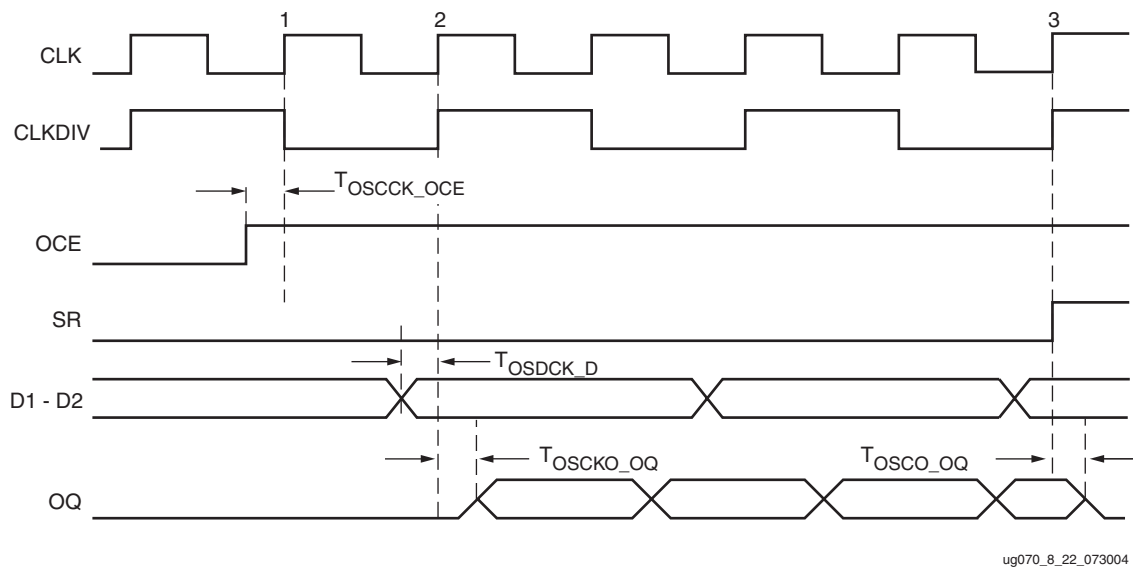 1 2 3
CLK
CLKDIV
TOSCCK_OCE
OCE
SR
TOSDCK_D
D1 - D2
TOSCKO_OQ TOSCO_OQ
OQ
ug070_8_22_073004